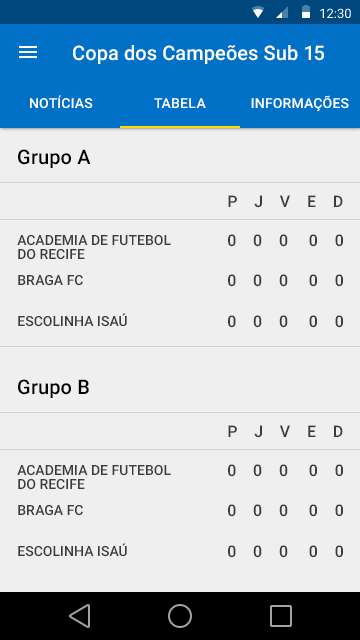 12:30
Copa dos Campeões Sub 15
NOTÍCIAS TABELA INFORMAÇÕES
Grupo A
P J V E D
ACADEMIA DE FUTEBOL 0 0 0 0 0
DO RECIFE
BRAGA FC 0 0 0 0 0
ESCOLINHA ISAÚ 0 0 0 0 0
Grupo B
P J V E D
ACADEMIA DE FUTEBOL 0 0 0 0 0
DO RECIFE
BRAGA FC 0 0 0 0 0
ESCOLINHA ISAÚ 0 0 0 0 0